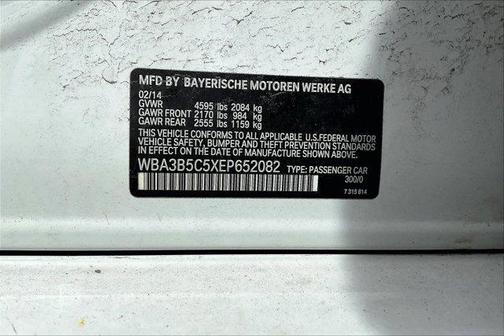 MFD BY BAYERISCHE MOTOREN WERKE AG
02/14
GVWR 4595 lbs 2084 kg
GAWR FRONT 2170 lbs 984 kg
GAWR REAR 2555 lbs 1159 kg
THIS VEHICLE CONFORMS TO ALL APPLICABLE U.S. FEDERAL MOTOR
VEHICLE SAFETY, BUMPER AND THEFT PREVENTION STANDARDS
IN EFFECT ON THE DATE OF MANUFACTURE SHOWN ABOVE.
WBA3B5C5XEP652082 TYPE: PASSENGER CAR
300/0
7 315 814